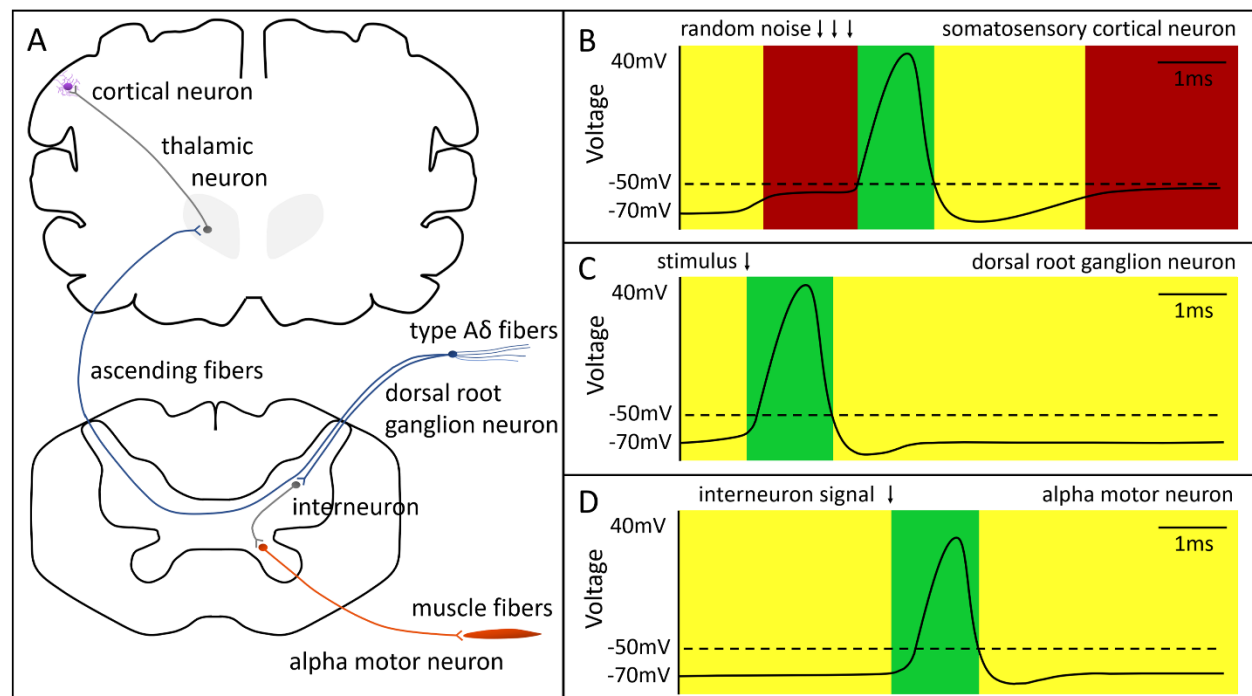 A
cortical neuron
thalamic
neuron
ascending fibers
type Aδ fibers
dorsal root
ganglion neuron
interneuron
muscle fibers
alpha motor neuron
B
random noise ↓ ↓ ↓
somatosensory cortical neuron
40mV
1ms
Voltage
-50mV
-70mV
C
stimulus ↓
dorsal root ganglion neuron
40mV
1ms
Voltage
-50mV
-70mV
D
interneuron signal ↓
alpha motor neuron
40mV
1ms
Voltage
-50mV
-70mV